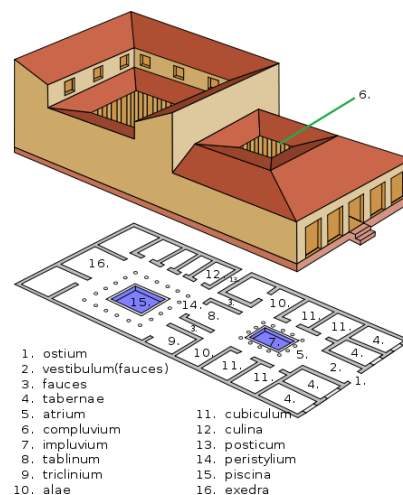 6.
16.
12.
13.
15.
14.
3.
10.
8.
11.
3.
11.
7.
4.
9.
5.
10.
4.
2.
11.
1.
11.
4.
4.
1. ostium
2. vestibulum(fauces)
3. fauces
4. tabernae
5. atrium
6. compluvium
7. impluvium
8. tablinum
9. triclinium
10. alae
11. cubiculum
12. culina
13. posticum
14. peristylium
15. piscina
16. exedra